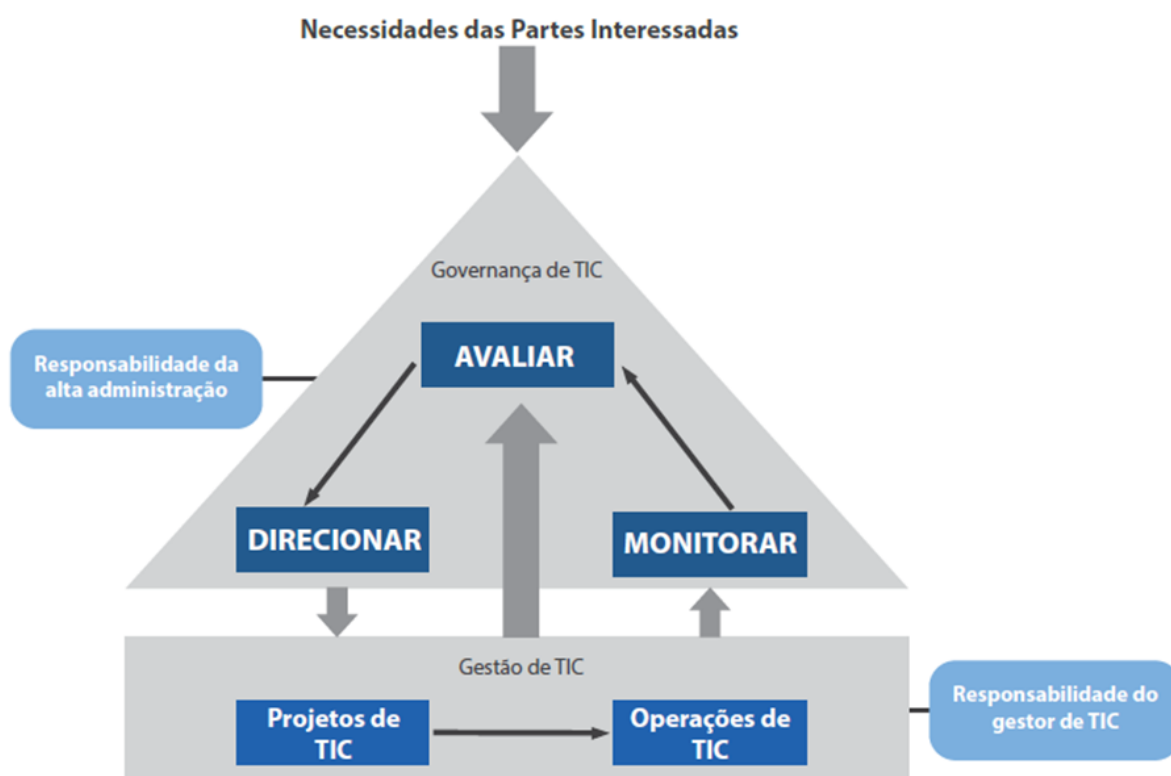 Necessidades das Partes Interessadas
Governança de TIC
AVALIAR
Responsabilidade da
alta administração
DIRECIONAR
MONITORAR
Gestão de TIC
Projetos de
TIC
Operações de
TIC
Responsabilidade do
gestor de TIC